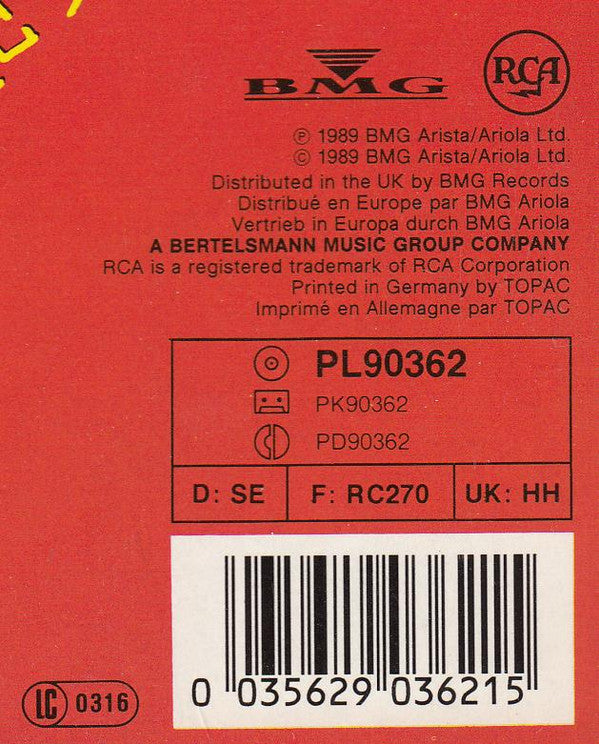 BMG RCA
℗ 1989 BMG Arista/Ariola Ltd.
© 1989 BMG Arista/Ariola Ltd.
Distributed in the UK by BMG Records
Distribué en Europe par BMG Ariola
Vertrieb in Europa durch BMG Ariola
A BERTELSMANN MUSIC GROUP COMPANY
RCA is a registered trademark of RCA Corporation
Printed in Germany by TOPAC
Imprimé en Allemagne par TOPAC
PL90362
PK90362
PD90362
D: SE F: RC270 UK: HH
0 035629 036215
LC 0316